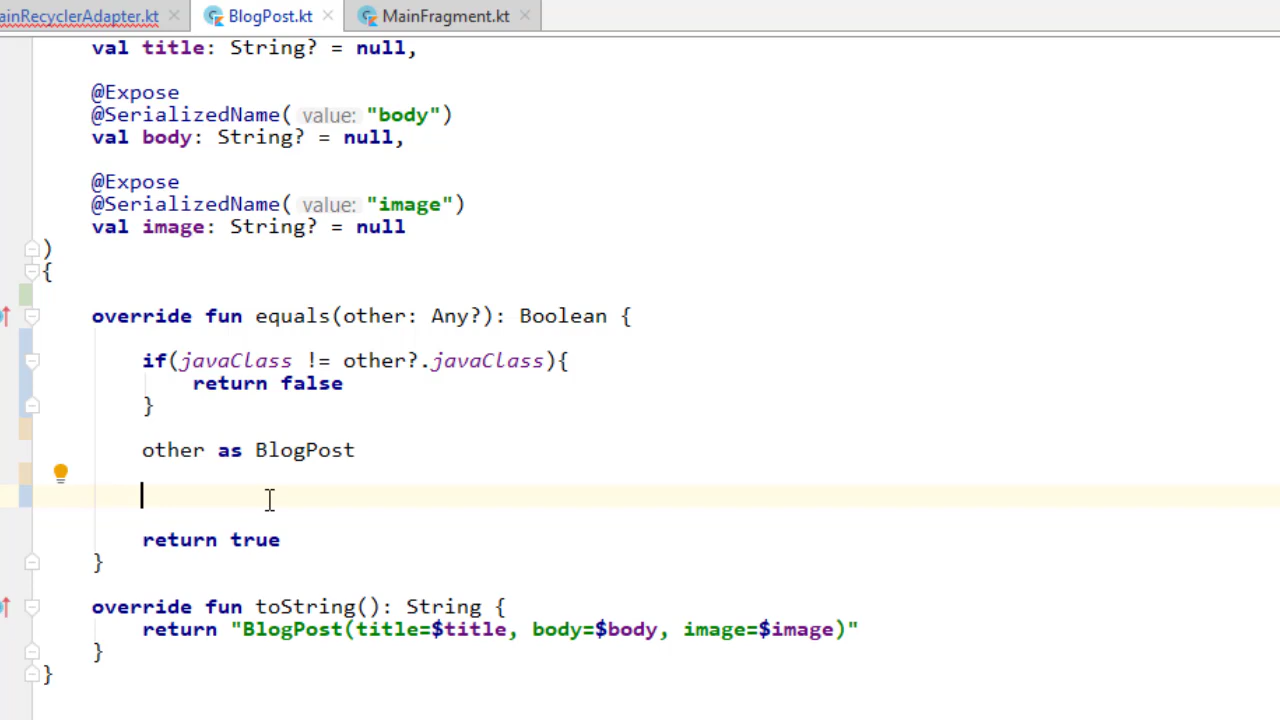 ainRecyclerAdapter.kt BlogPost.kt MainFragment.kt
val title: String? = null,
@Expose
@SerializedName( value: "body")
val body: String? = null,
@Expose
@SerializedName( value: "image")
val image: String? = null
)
{
override fun equals(other: Any?): Boolean {
if(javaClass != other?.javaClass){
return false
}
other as BlogPost
return true
}
override fun toString(): String {
return "BlogPost(title=$title, body=$body, image=$image)"
}
}